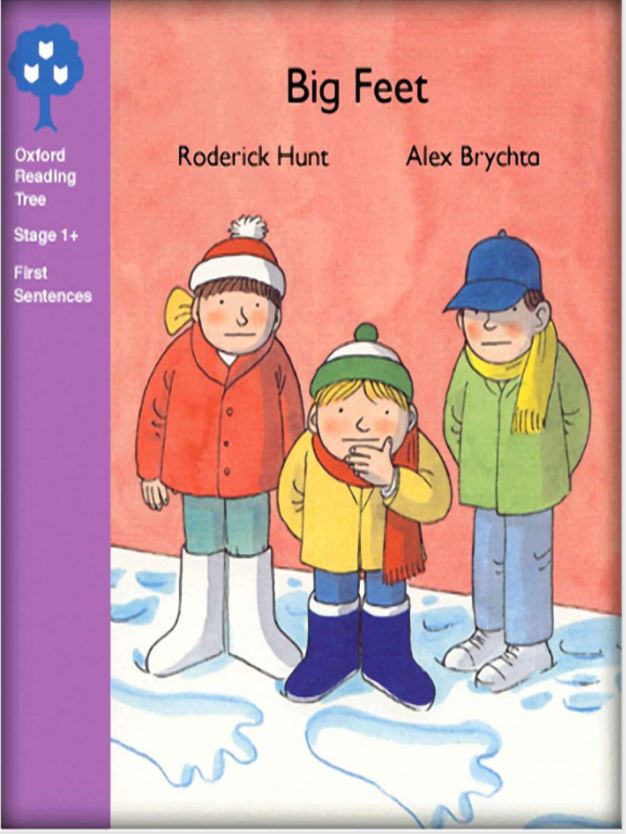 Big Feet
Roderick Hunt Alex Brychta
Oxford
Reading
Tree
Stage 1+
First
Sentences